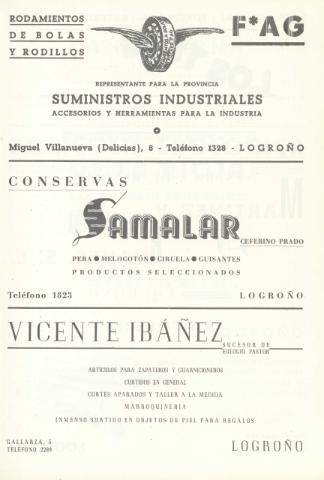 RODAMIENTOS
DE BOLAS
Y RODILLOS
F*AG
REPRESENTANTE PARA LA PROVINCIA
SUMINISTROS INDUSTRIALES
ACCESORIOS Y HERRAMIENTAS PARA LA INDUSTRIA
Miguel Villanueva (Delicias), 8 - Teléfono 1328 - LOGROÑO
CONSERVAS
SAMALAR
CEFERINO PRADO
PERA ● MELOCOTÓN ● CIRUELA ● GUISANTES
PRODUCTOS SELECCIONADOS
Teléfono 1823 LOGROÑO
VICENTE IBÁÑEZ
SUCESOR DE
EULOGIO PASTOR
ARTICULOS PARA ZAPATEROS Y GUARNICIONEROS
CURTIDOS EN GENERAL
CORTES APARADOS Y TALLER A LA MEDIDA
MARROQUINERÍA
INMENSO SURTIDO EN OBJETOS DE PIEL PARA REGALOS
GALLARZA, 5
TELÉFONO 2209
LOGROÑO